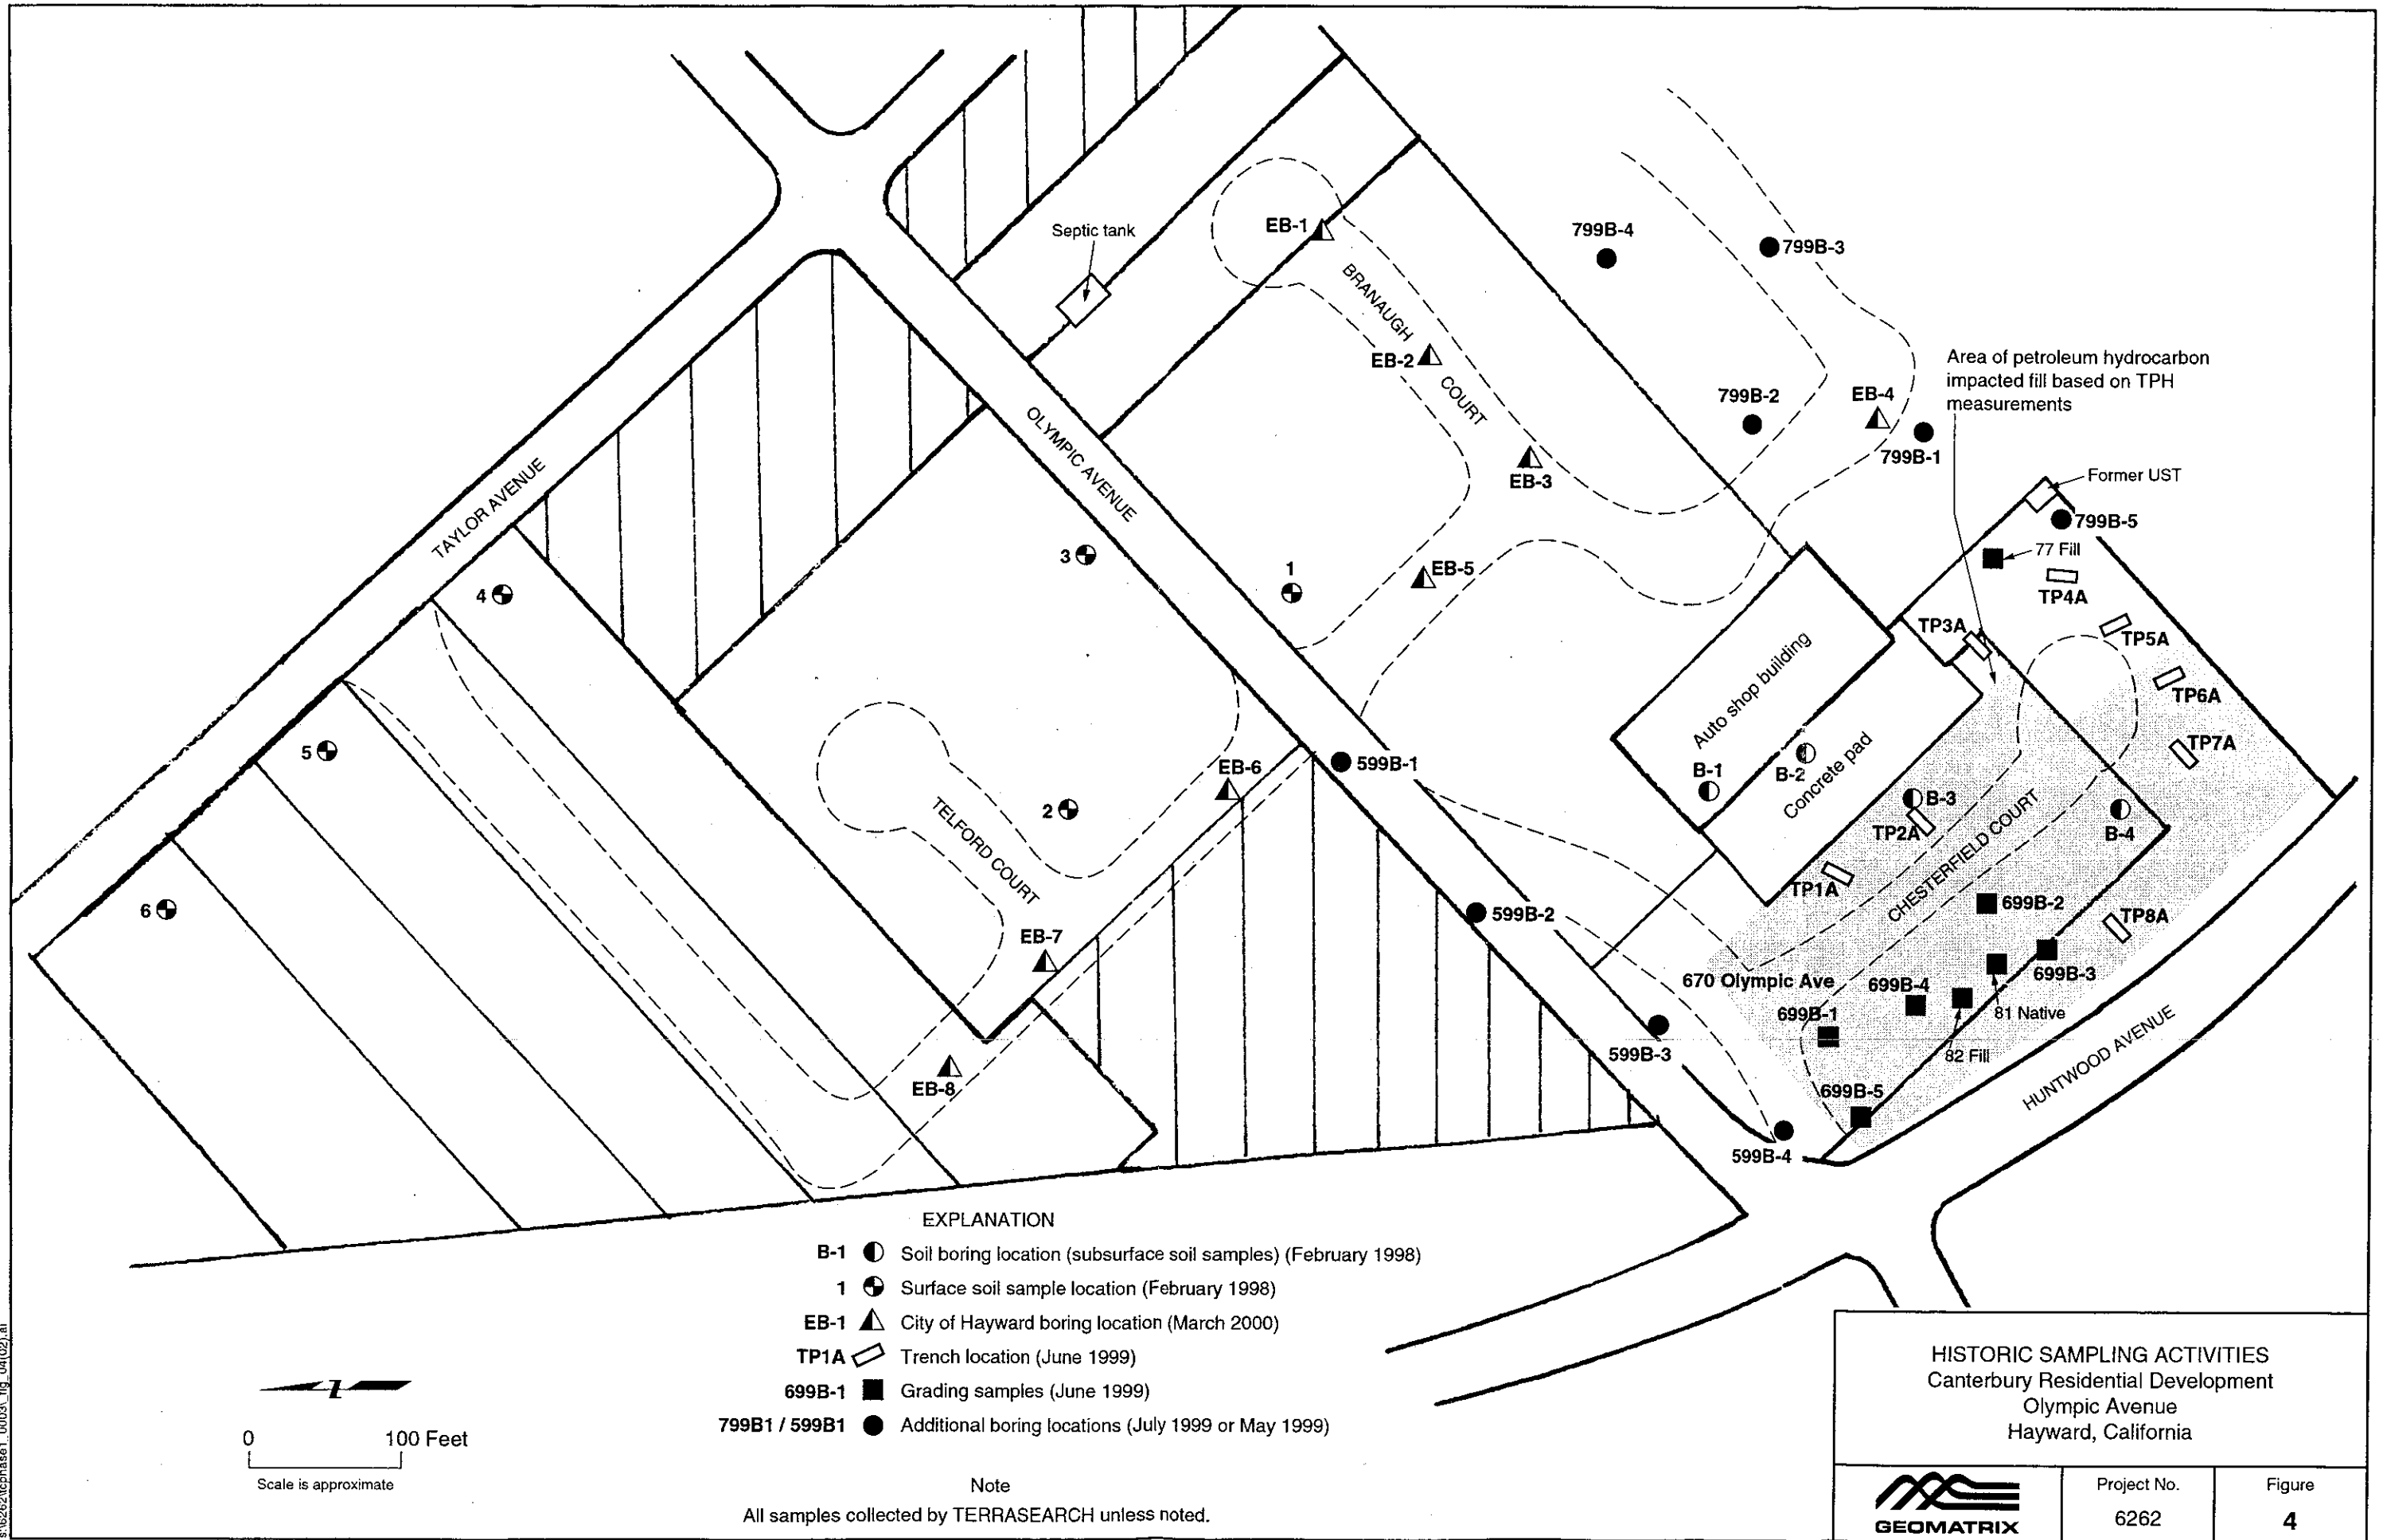 Septic tank
EB-1
BRANAUGH
COURT
799B-4
799B-3
EB-2
EB-3
799B-2
EB-4
799B-1
Area of petroleum hydrocarbon
impacted fill based on TPH
measurements
Former UST
799B-5
77 Fill
TP4A
TP3A
TP5A
TP6A
TP7A
TAYLOR AVENUE
OLYMPIC AVENUE
3
1
EB-5
4
5
6
2
EB-6
599B-1
TELFORD COURT
EB-7
EB-8
599B-2
599B-3
599B-4
Auto shop building
B-1
B-2
Concrete pad
B-3
TP2A
TP1A
B-4
CHESTERFIELD COURT
699B-2
TP8A
699B-3
670 Olympic Ave
699B-4
699B-1
81 Native
82 Fill
699B-5
HUNTWOOD AVENUE
EXPLANATION
B-1 Soil boring location (subsurface soil samples) (February 1998)
1 Surface soil sample location (February 1998)
EB-1 City of Hayward boring location (March 2000)
TP1A Trench location (June 1999)
699B-1 Grading samples (June 1999)
799B1 / 599B1 Additional boring locations (July 1999 or May 1999)
Z
0 100 Feet
Scale is approximate
Note
All samples collected by TERRASEARCH unless noted.
HISTORIC SAMPLING ACTIVITIES
Canterbury Residential Development
Olympic Avenue
Hayward, California
GEOMATRIX
Project No.
6262
Figure
4